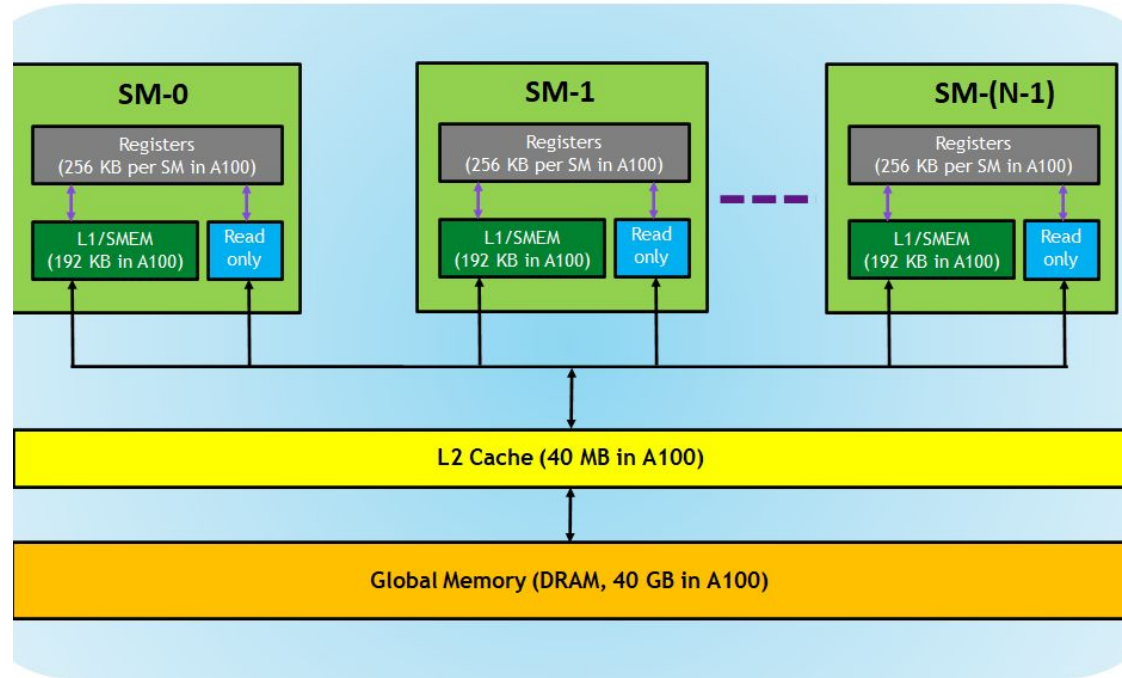 SM-0
Registers
(256 KB per SM in A100)
L1/SMEM
(192 KB in A100)
Read
only
SM-1
Registers
(256 KB per SM in A100)
L1/SMEM
(192 KB in A100)
Read
only
SM-(N-1)
Registers
(256 KB per SM in A100)
L1/SMEM
(192 KB in A100)
Read
only
L2 Cache (40 MB in A100)
Global Memory (DRAM, 40 GB in A100)